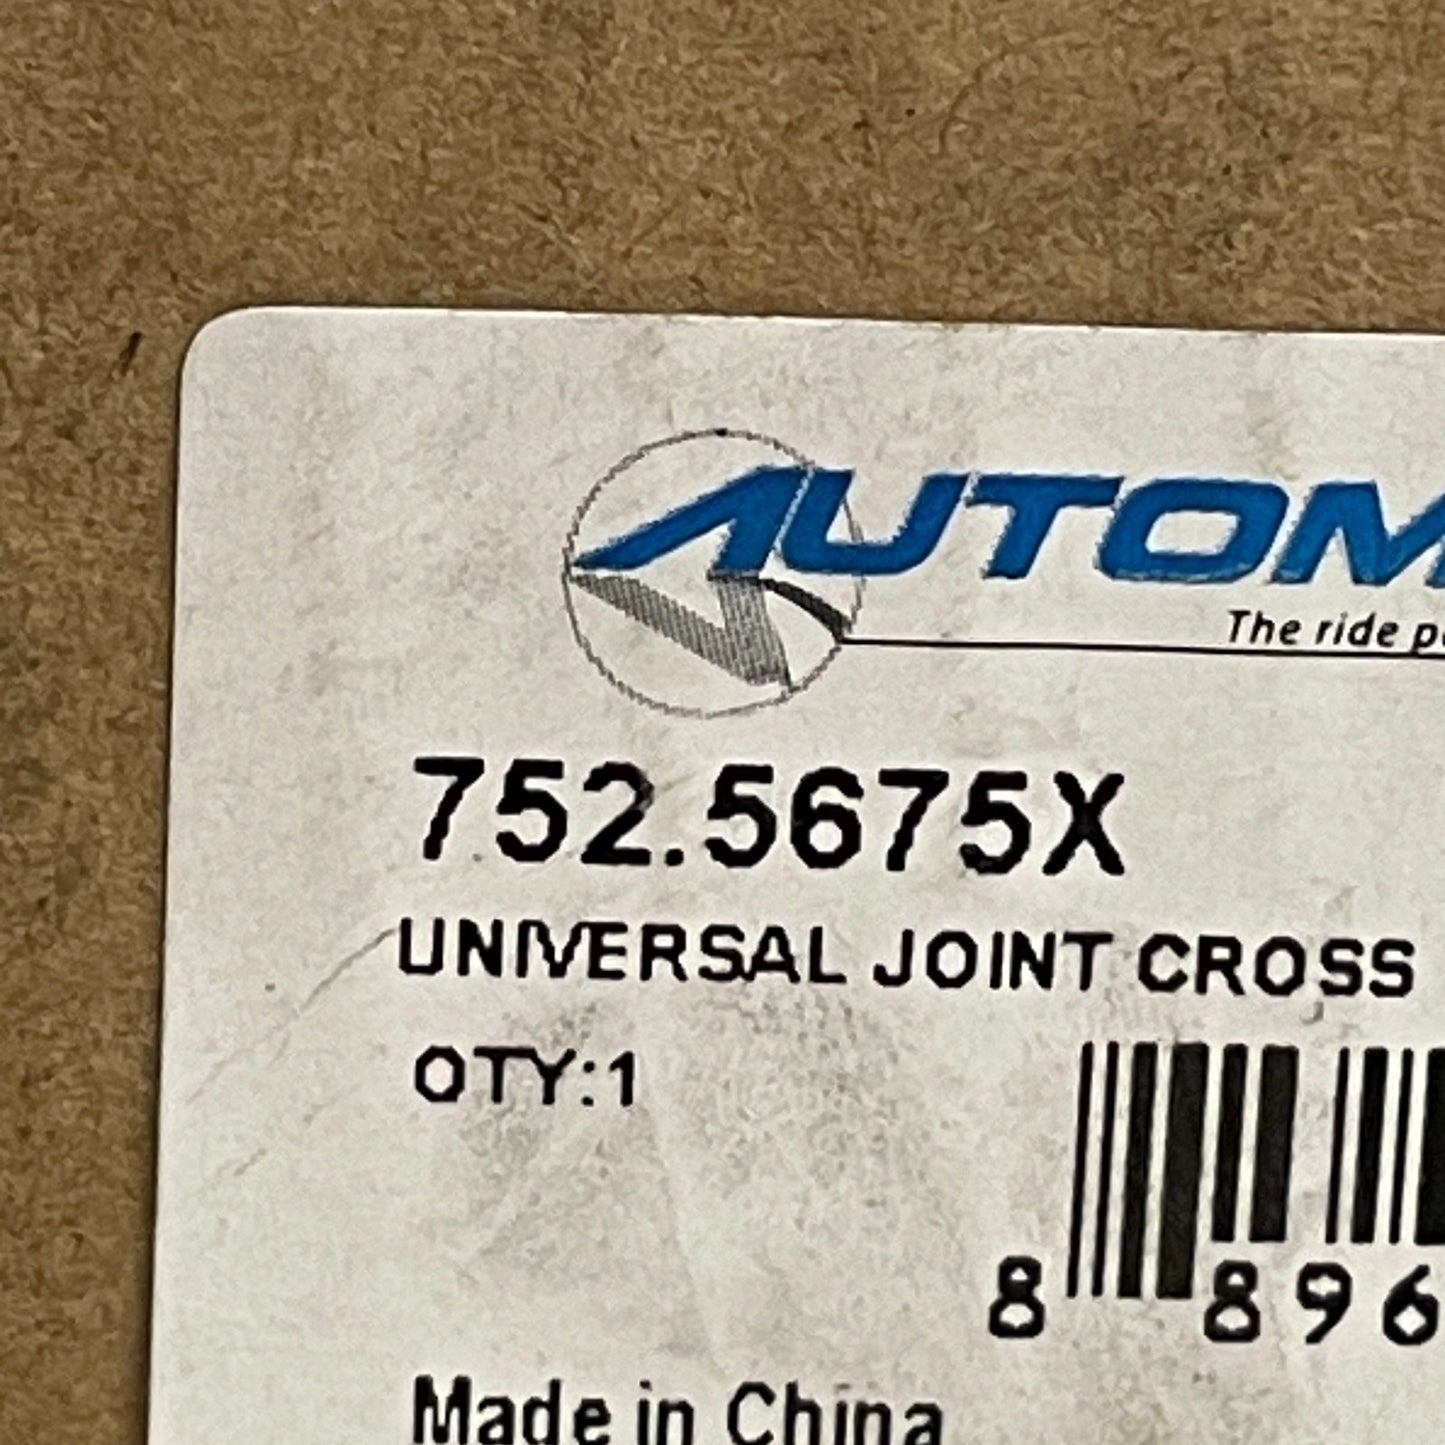 AUTOM
The ride p
752.5675X
UNIVERSAL JOINT CROSS
QTY:1
8 896
Made in China